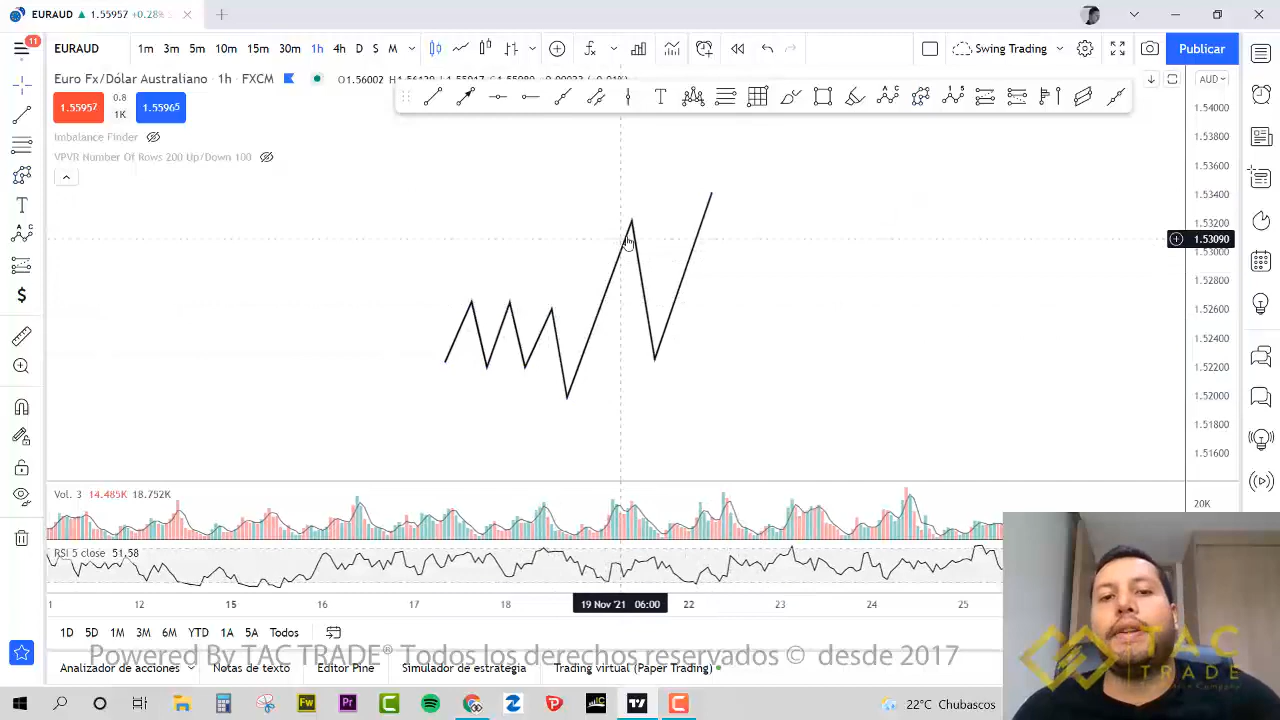 EURAUD ▲ 1.55957 +0.28% S
11 EURAUD 1m 3m 5m 10m 15m 30m 1h 4h D S M Swing Trading Publicar
Euro Fx/Dólar Australiano · 1h · FXCM
AUD
1.55957 0.8 1K 1.55965
Imbalance Finder
VPVR Number Of Rows 200 Up/Down 100
1.54000
1.53800
1.53600
1.53400
1.53200
1.53090
1.53000
1.52800
1.52600
1.52400
1.52200
1.52000
1.51800
1.51600
Vol. 3 14.485K 18.752K
20K
RSI 5 close 51.58
1 12 15 16 17 18 19 Nov '21 06:00 22 23 24 25
1D 5D 1M 3M 6M YTD 1A 5A Todos
Powered By TAC TRADE® Todos los derechos reservados © desde 2017
TAC TRADE
Analizador de acciones Notas de texto Editor Pine Simulador de estrategia Trading virtual (Paper Trading)
22°C Chubascos